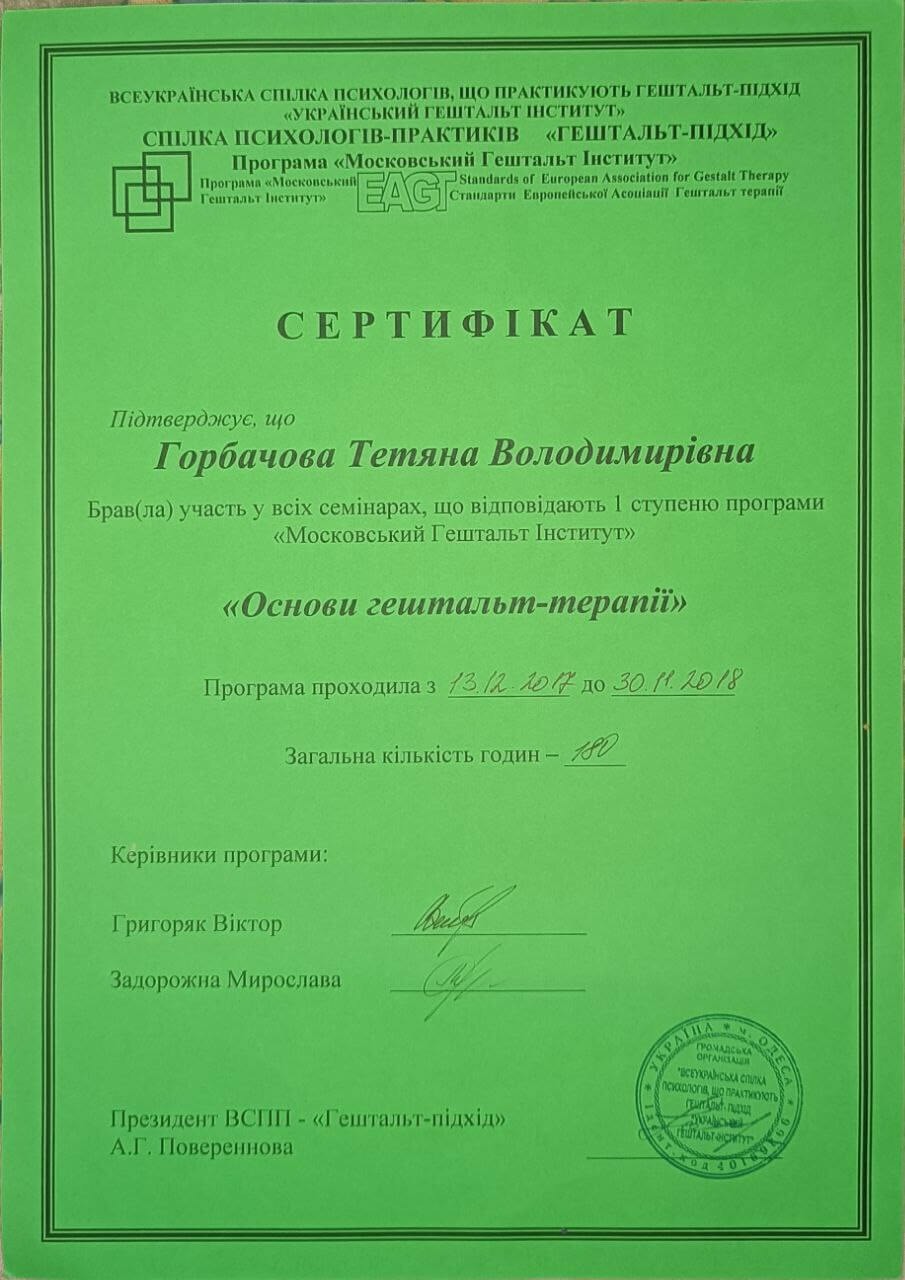 ВСЕУКРАЇНСЬКА СПІЛКА ПСИХОЛОГІВ, ЩО ПРАКТИКУЮТЬ ГЕШТАЛЬТ-ПІДХІД
«УКРАЇНСЬКИЙ ГЕШТАЛЬТ ІНСТИТУТ»
СПІЛКА ПСИХОЛОГІВ-ПРАКТИКІВ «ГЕШТАЛЬТ-ПІДХІД»
Програма «Московський Гештальт Інститут»
Програма «Московський
Гештальт Інститут»
EAGT
Standards of European Association for Gestalt Therapy
Стандарти Европейської Асоціації Гештальт терапії
СЕРТИФІКАТ
Підтверджує, що
Горбачова Тетяна Володимирівна
Брав(ла) участь у всіх семінарах, що відповідають 1 ступеню програми
«Московський Гештальт Інститут»
«Основи гештальт-терапії»
Програма проходила з 13.12.2017 до 30.11.2018
Загальна кількість годин – 180
Керівники програми:
Григоряк Віктор
Задорожна Мирослава
Президент ВСПП - «Гештальт-підхід»
А.Г. Повереннова
* УКРАЇНА * м. ОДЕСА *
ГРОМАДСЬКА
ОРГАНІЗАЦІЯ
"ВСЕУКРАЇНСЬКА СПІЛКА
ПСИХОЛОГІВ, ЩО ПРАКТИКУЮТЬ
ГЕШТАЛЬТ-ПІДХІД
"УКРАЇНСЬКИЙ
ГЕШТАЛЬТ-ІНСТИТУТ"
Ідент. код